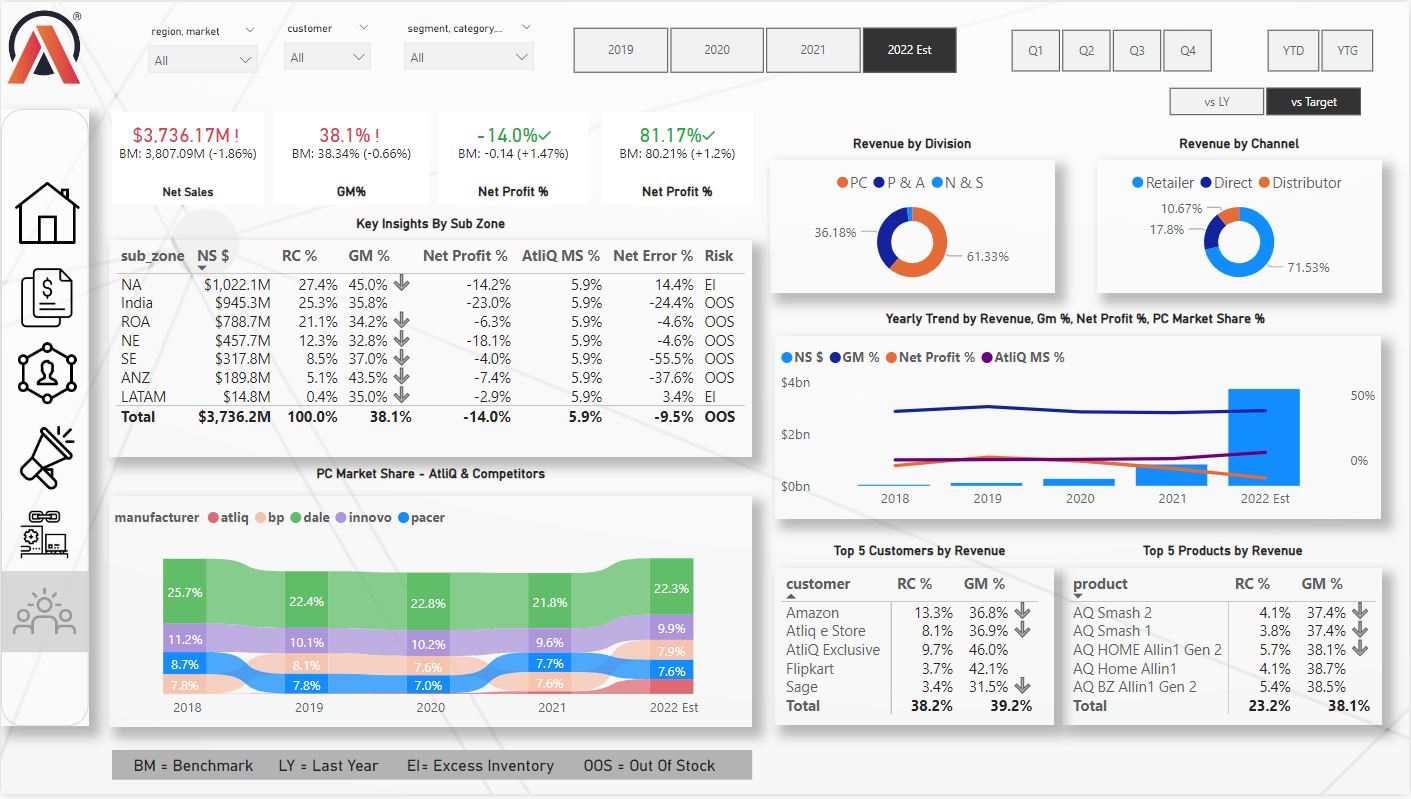 ®
region, market
customer
segment, category,...
All
All
All
2019
2020
2021
2022 Est
Q1
Q2
Q3
Q4
YTD
YTG
vs LY
vs Target
$3,736.17M !
BM: 3,807.09M (-1.86%)
Net Sales
38.1% !
BM: 38.34% (-0.66%)
GM%
-14.0%✓
BM: -0.14 (+1.47%)
Net Profit %
81.17%✓
BM: 80.21% (+1.2%)
Net Profit %
Key Insights By Sub Zone
sub_zone NS $ RC % GM % Net Profit % AtliQ MS % Net Error % Risk
NA $1,022.1M 27.4% 45.0% -14.2% 5.9% 14.4% EI
India $945.3M 25.3% 35.8% -23.0% 5.9% -24.4% OOS
ROA $788.7M 21.1% 34.2% -6.3% 5.9% -4.6% OOS
NE $457.7M 12.3% 32.8% -18.1% 5.9% -4.6% OOS
SE $317.8M 8.5% 37.0% -4.0% 5.9% -55.5% OOS
ANZ $189.8M 5.1% 43.5% -7.4% 5.9% -37.6% OOS
LATAM $14.8M 0.4% 35.0% -2.9% 5.9% 3.4% EI
Total $3,736.2M 100.0% 38.1% -14.0% 5.9% -9.5% OOS
Revenue by Division
PC P & A N & S
36.18%
61.33%
Revenue by Channel
Retailer Direct Distributor
10.67%
17.8%
71.53%
Yearly Trend by Revenue, Gm %, Net Profit %, PC Market Share %
NS $ GM % Net Profit % AtliQ MS %
$4bn
$2bn
$0bn
50%
0%
2018 2019 2020 2021 2022 Est
PC Market Share - AtliQ & Competitors
manufacturer atliq bp dale innovo pacer
25.7% 22.4% 22.8% 21.8% 22.3%
11.2% 10.1% 10.2% 9.6% 9.9%
8.7% 8.1% 7.6% 7.7% 7.9%
7.8% 7.8% 7.0% 7.6% 7.6%
2018 2019 2020 2021 2022 Est
Top 5 Customers by Revenue
customer RC % GM %
Amazon 13.3% 36.8%
Atliq e Store 8.1% 36.9%
AtliQ Exclusive 9.7% 46.0%
Flipkart 3.7% 42.1%
Sage 3.4% 31.5%
Total 38.2% 39.2%
Top 5 Products by Revenue
product RC % GM %
AQ Smash 2 4.1% 37.4%
AQ Smash 1 3.8% 37.4%
AQ HOME Allin1 Gen 2 5.7% 38.1%
AQ Home Allin1 4.1% 38.7%
AQ BZ Allin1 Gen 2 5.4% 38.5%
Total 23.2% 38.1%
BM = Benchmark LY = Last Year EI= Excess Inventory OOS = Out Of Stock